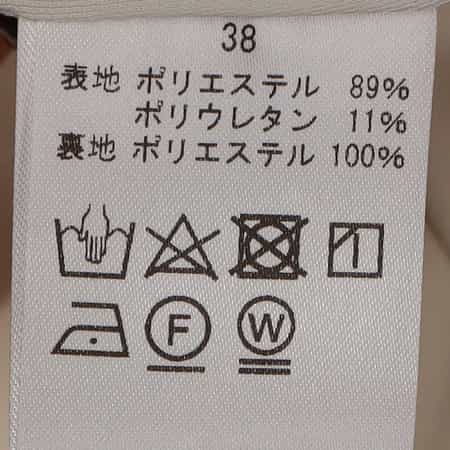 38
表地 ポリエステル 89%
ポリウレタン 11%
裏地 ポリエステル 100%
F W